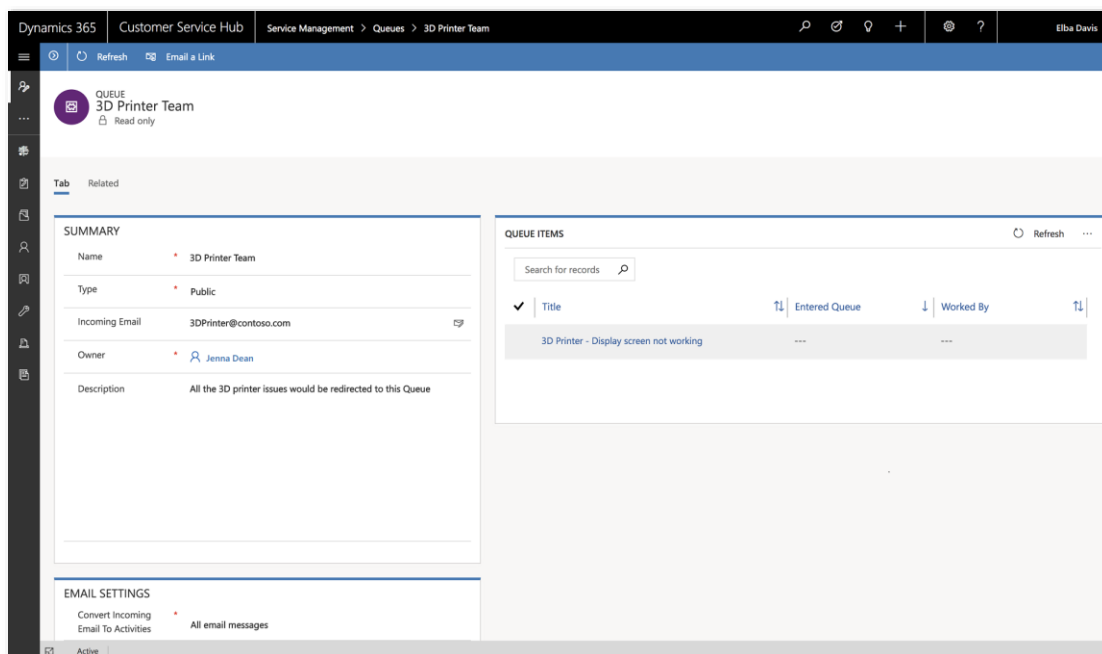 Dynamics 365 Customer Service Hub Service Management > Queues > 3D Printer Team Elba Davis
Refresh Email a Link
QUEUE
3D Printer Team
Read only
Tab Related
SUMMARY
Name * 3D Printer Team
Type * Public
Incoming Email 3DPrinter@contoso.com
Owner * Jenna Dean
Description All the 3D printer issues would be redirected to this Queue
QUEUE ITEMS Refresh ...
Search for records
Title Entered Queue Worked By
3D Printer - Display screen not working --- ---
EMAIL SETTINGS
Convert Incoming *
Email To Activities All email messages
Active